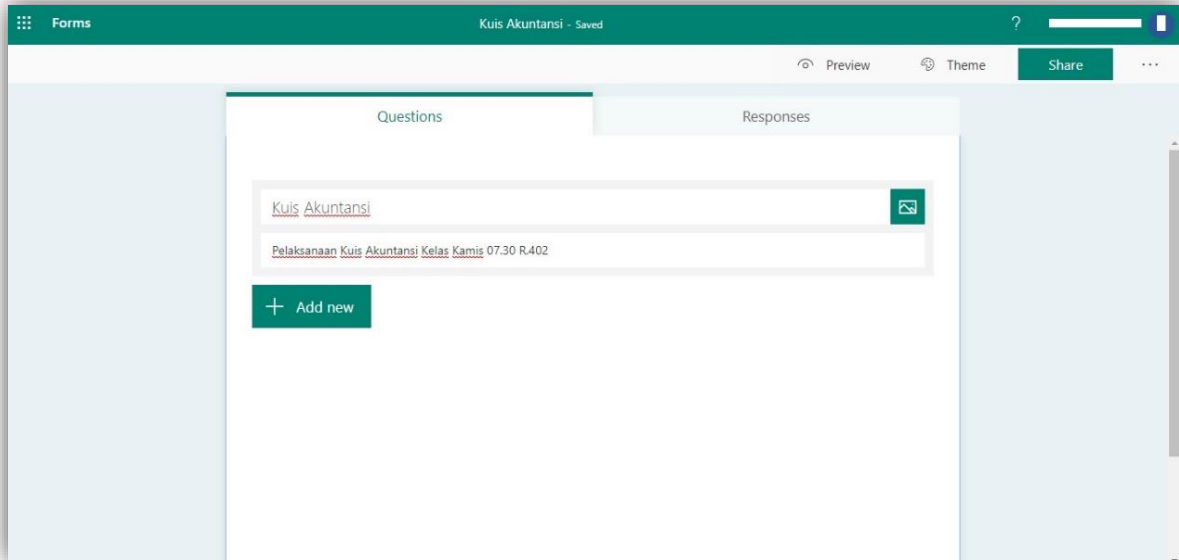 Forms
Kuis Akuntansi - Saved
?
Preview
Theme
Share
...
Questions
Responses
Kuis Akuntansi
Pelaksanaan Kuis Akuntansi Kelas Kamis 07.30 R.402
+ Add new